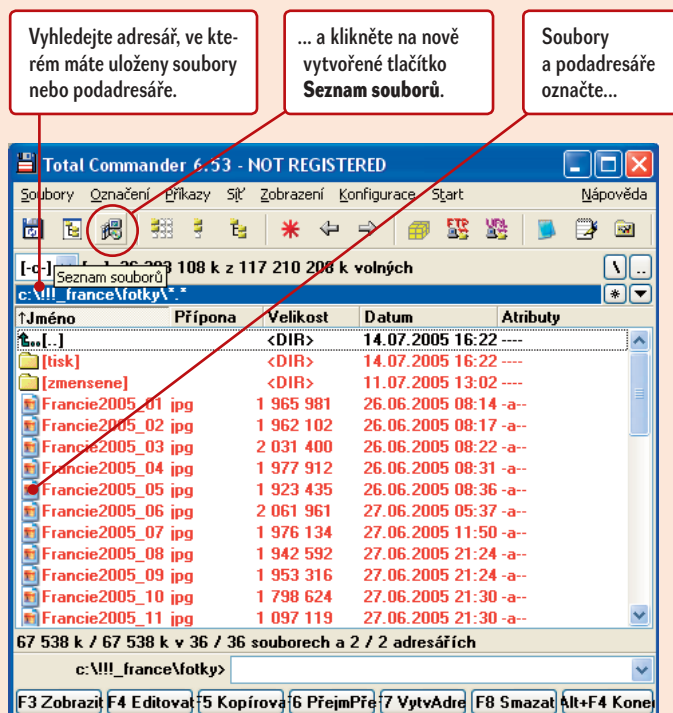 Vyhledejte adresář, ve kte-
rém máte uloženy soubory
nebo podadresáře.
... a klikněte na nově
vytvořené tlačítko
Seznam souborů.
Soubory
a podadresáře
označte...
Total Commander 6.53 - NOT REGISTERED
Soubory Označení Příkazy Síť Zobrazení Konfigurace Start Nápověda
FTP URL
[-c-] 108 k z 117 210 208 k volných \ ..
Seznam souborů
c:\!!!_france\fotky\*.* *
↑Jméno Přípona Velikost Datum Atributy
[..] <DIR> 14.07.2005 16:22 ----
[tisk] <DIR> 14.07.2005 16:22 ----
[zmensene] <DIR> 11.07.2005 13:02 ----
Francie2005_01 jpg 1 965 981 26.06.2005 08:14 -a--
Francie2005_02 jpg 1 962 102 26.06.2005 08:17 -a--
Francie2005_03 jpg 2 031 400 26.06.2005 08:22 -a--
Francie2005_04 jpg 1 977 912 26.06.2005 08:31 -a--
Francie2005_05 jpg 1 923 435 26.06.2005 08:36 -a--
Francie2005_06 jpg 2 061 961 27.06.2005 05:37 -a--
Francie2005_07 jpg 1 976 134 27.06.2005 11:50 -a--
Francie2005_08 jpg 1 942 592 27.06.2005 21:24 -a--
Francie2005_09 jpg 1 953 316 27.06.2005 21:24 -a--
Francie2005_10 jpg 1 798 624 27.06.2005 21:30 -a--
Francie2005_11 jpg 1 097 119 27.06.2005 21:30 -a--
67 538 k / 67 538 k v 36 / 36 souborech a 2 / 2 adresářích
c:\!!!_france\fotky>
F3 Zobrazit F4 Editovat F5 Kopírova F6 PřejmPře F7 VytvAdre F8 Smazat Alt+F4 Kone